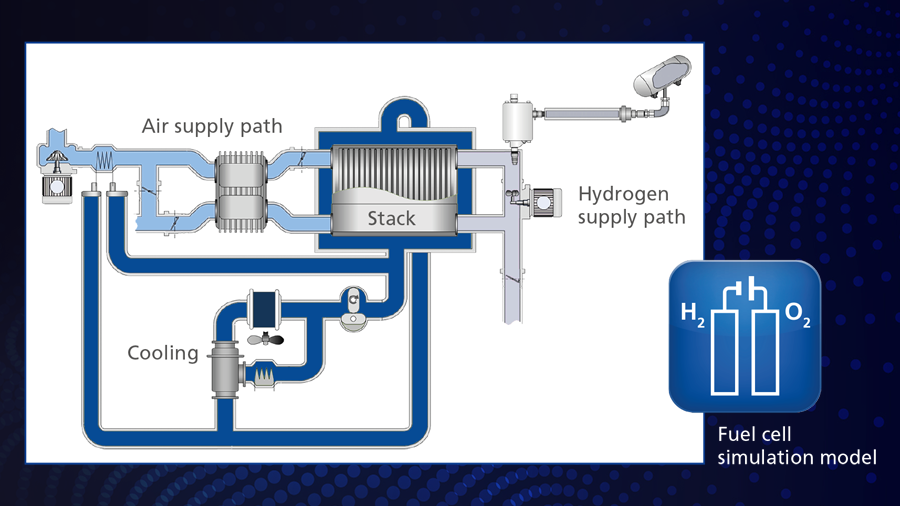 Air supply path
Stack
Hydrogen
supply path
Cooling
H₂
O₂
Fuel cell
simulation model